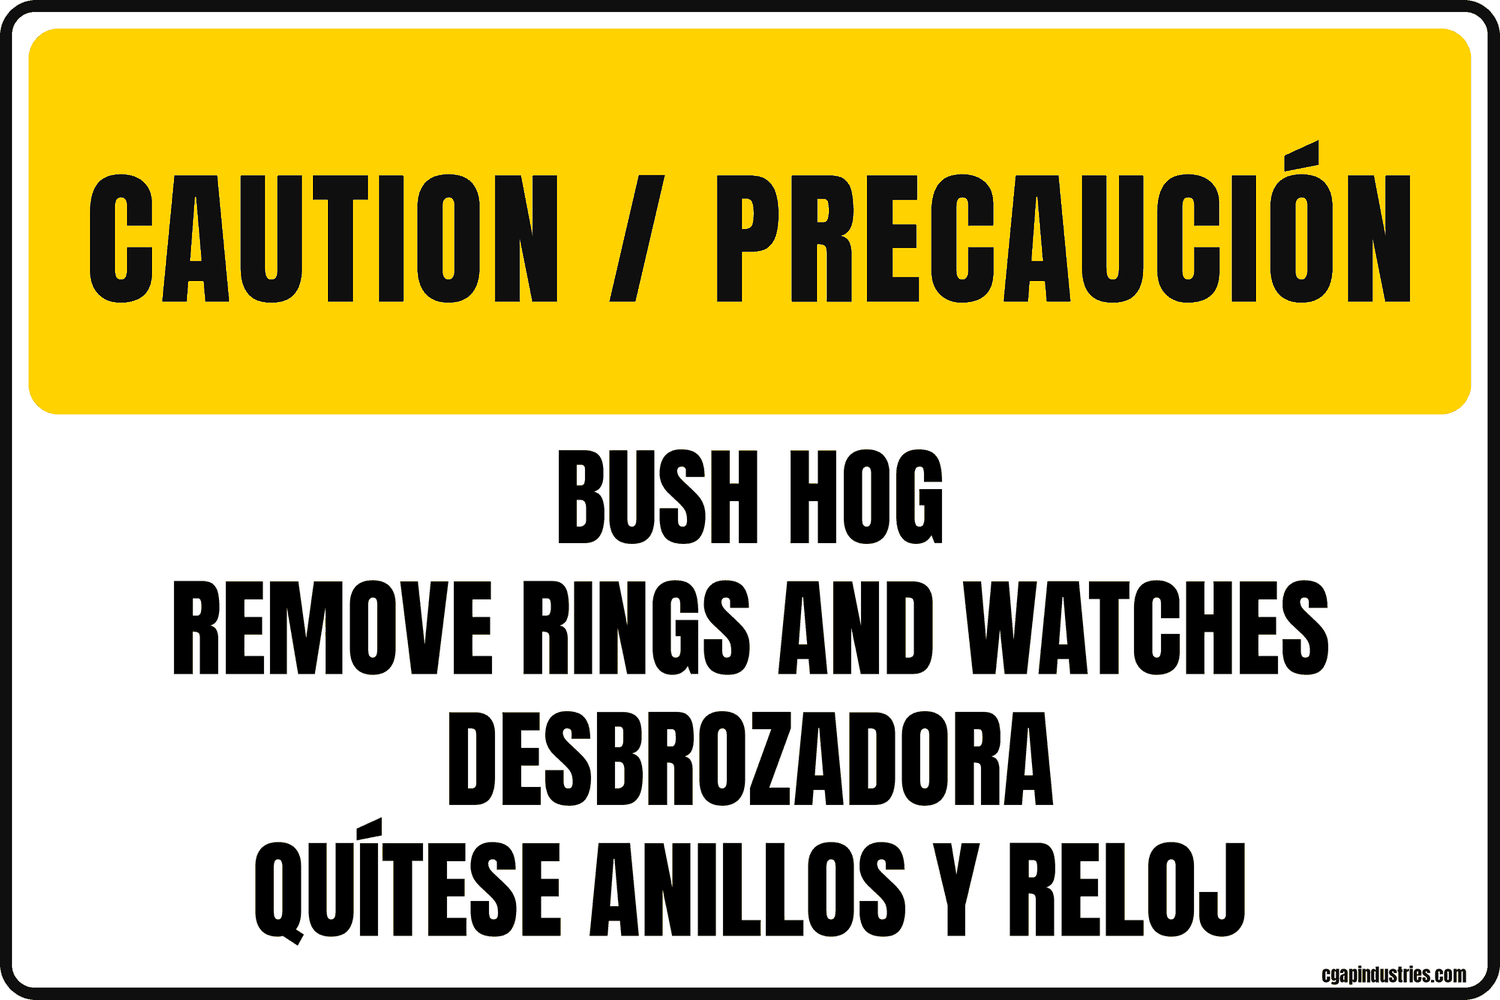 CAUTION / PRECAUCIÓN
BUSH HOG
REMOVE RINGS AND WATCHES
DESBROZADORA
QUÍTESE ANILLOS Y RELOJ
cgapindustries.com